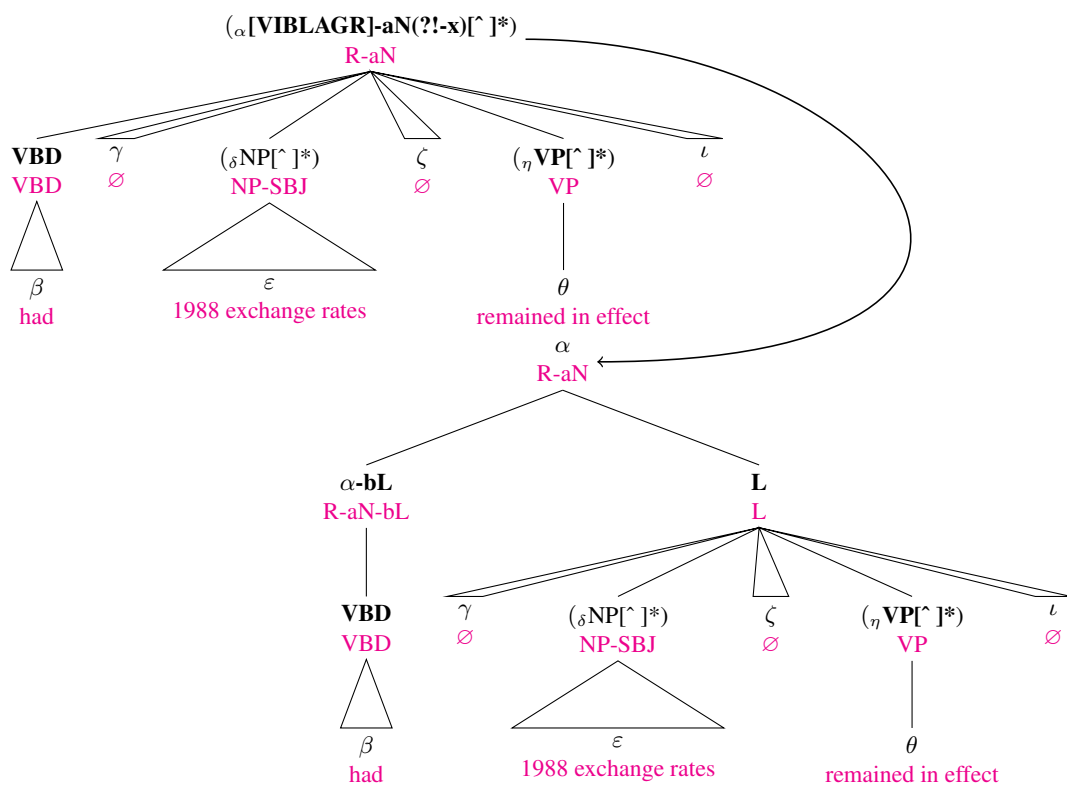 (α[VIBLAGR]-aN(?!-x)[^ ]*)
R-aN
VBD γ (δNP[^ ]*) ζ (ηVP[^ ]*) ι
VBD ∅ NP-SBJ ∅ VP ∅
β ε θ
had 1988 exchange rates remained in effect
α
R-aN
α-bL L
R-aN-bL L
VBD γ (δNP[^ ]*) ζ (ηVP[^ ]*) ι
VBD ∅ NP-SBJ ∅ VP ∅
β ε θ
had 1988 exchange rates remained in effect